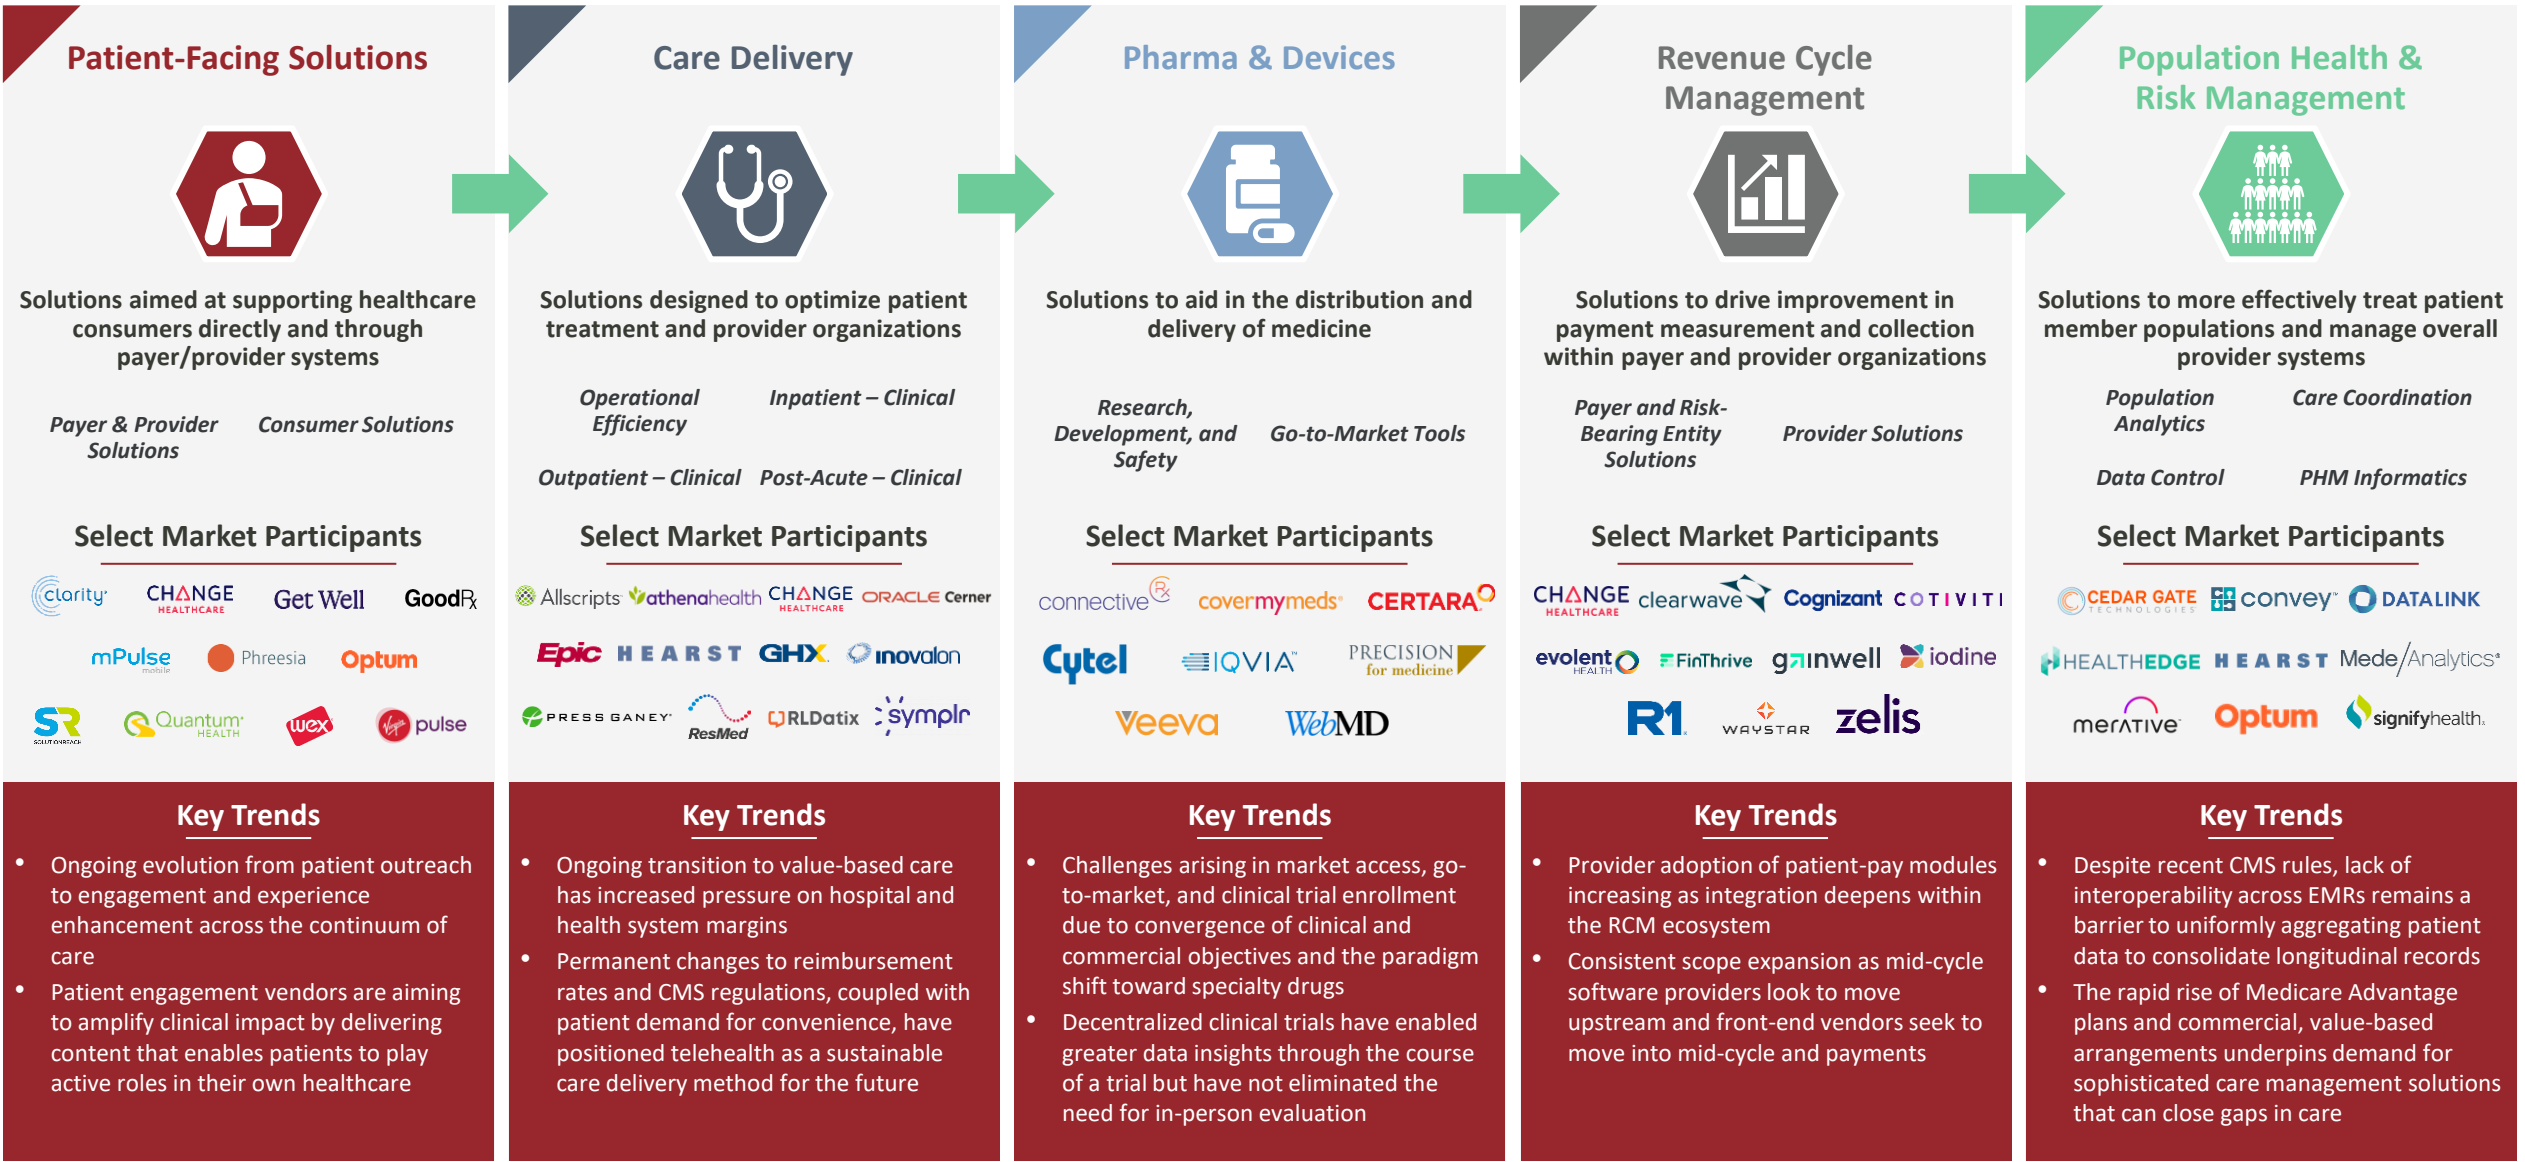 Patient-Facing Solutions
Solutions aimed at supporting healthcare
consumers directly and through
payer/provider systems
Payer & Provider
Solutions
Consumer Solutions
Select Market Participants
clarity
CHANGE
HEALTHCARE
Get Well
GoodRx
mPulse
mobile
Phreesia
Optum
SR
SOLUTIONREACH
Quantum
HEALTH
wex
Virgin pulse
Key Trends
• Ongoing evolution from patient outreach
to engagement and experience
enhancement across the continuum of
care
• Patient engagement vendors are aiming
to amplify clinical impact by delivering
content that enables patients to play
active roles in their own healthcare
Care Delivery
Solutions designed to optimize patient
treatment and provider organizations
Operational
Efficiency
Inpatient – Clinical
Outpatient – Clinical
Post-Acute – Clinical
Select Market Participants
Allscripts
athenahealth
CHANGE
HEALTHCARE
ORACLE Cerner
Epic
HEARST
GHX
inovalon
PRESS GANEY
ResMed
RLDatix
symplr
Key Trends
• Ongoing transition to value-based care
has increased pressure on hospital and
health system margins
• Permanent changes to reimbursement
rates and CMS regulations, coupled with
patient demand for convenience, have
positioned telehealth as a sustainable
care delivery method for the future
Pharma & Devices
Solutions to aid in the distribution and
delivery of medicine
Research,
Development, and
Safety
Go-to-Market Tools
Select Market Participants
connective Rx
covermymeds®
CERTARA
Cytel
IQVIA™
PRECISION
for medicine
Veeva
WebMD
Key Trends
• Challenges arising in market access, go-
to-market, and clinical trial enrollment
due to convergence of clinical and
commercial objectives and the paradigm
shift toward specialty drugs
• Decentralized clinical trials have enabled
greater data insights through the course
of a trial but have not eliminated the
need for in-person evaluation
Revenue Cycle
Management
Solutions to drive improvement in
payment measurement and collection
within payer and provider organizations
Payer and Risk-
Bearing Entity
Solutions
Provider Solutions
Select Market Participants
CHANGE
HEALTHCARE
clearwave
Cognizant
COTIVITI
evolent
HEALTH
FinThrive
gainwell
iodine
R1
WAYSTAR
zelis
Key Trends
• Provider adoption of patient-pay modules
increasing as integration deepens within
the RCM ecosystem
• Consistent scope expansion as mid-cycle
software providers look to move
upstream and front-end vendors seek to
move into mid-cycle and payments
Population Health &
Risk Management
Solutions to more effectively treat patient
member populations and manage overall
provider systems
Population
Analytics
Care Coordination
Data Control
PHM Informatics
Select Market Participants
CEDAR GATE
TECHNOLOGIES
convey™
DATALINK
HEALTHEDGE
HEARST
Mede/Analytics®
merative
Optum
signifyhealth.
Key Trends
• Despite recent CMS rules, lack of
interoperability across EMRs remains a
barrier to uniformly aggregating patient
data to consolidate longitudinal records
• The rapid rise of Medicare Advantage
plans and commercial, value-based
arrangements underpins demand for
sophisticated care management solutions
that can close gaps in care